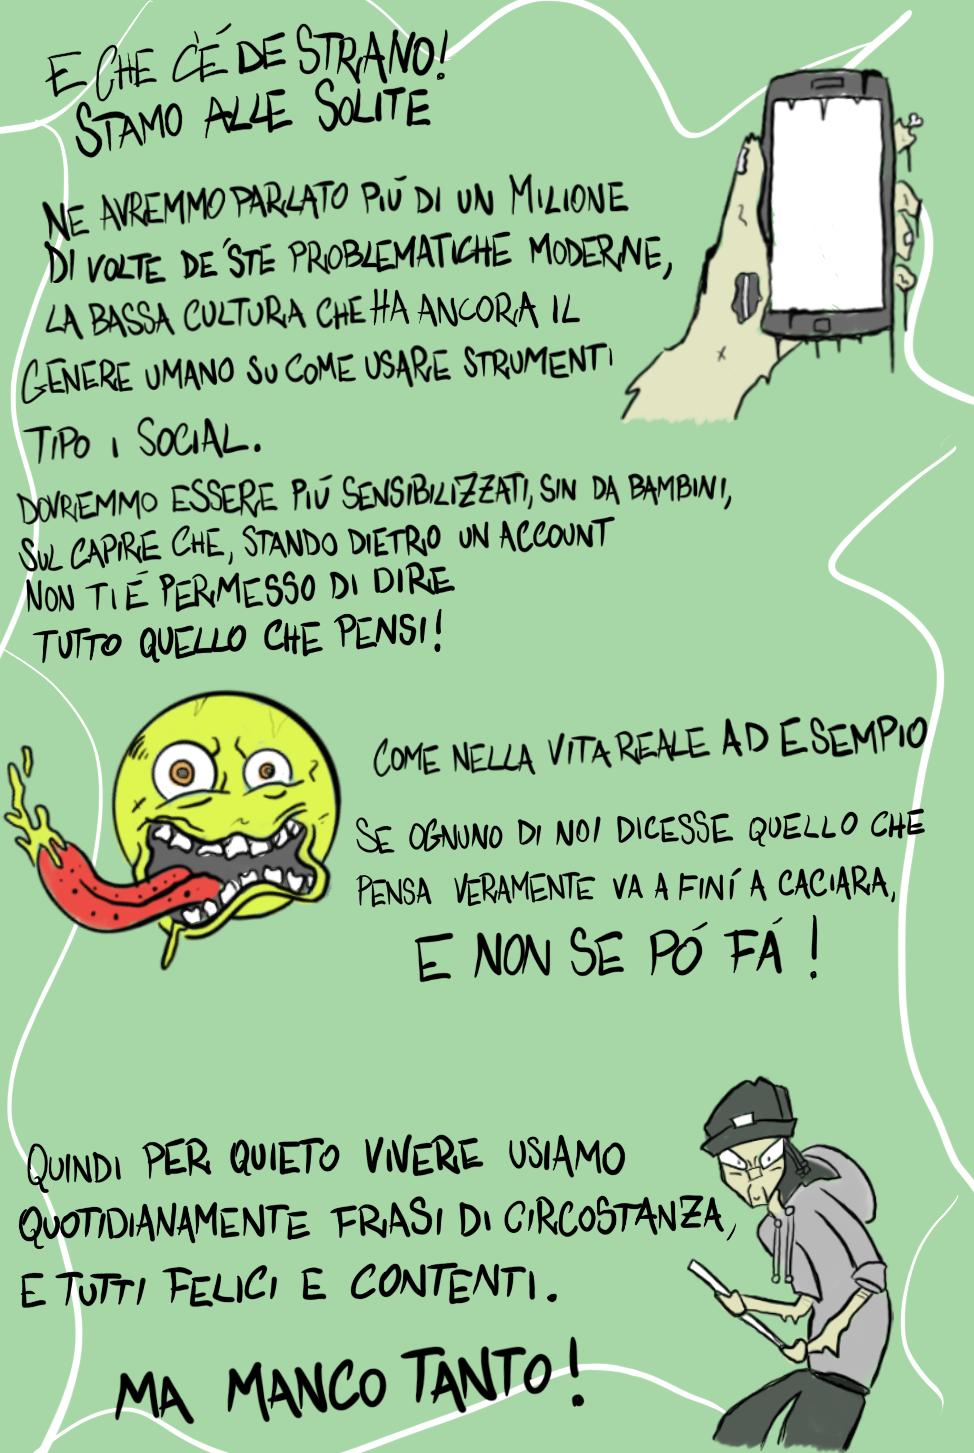 E CHE C'É DE STRANO!
STAMO ALLE SOLITE
NE AVREMMO PARLATO PIÚ DI UN MILIONE
DI VOLTE DE 'STE PROBLEMATICHE MODERNE,
LA BASSA CULTURA CHE HA ANCORA IL
GENERE UMANO SU COME USARE STRUMENTI
TIPO I SOCIAL.
DOVREMMO ESSERE PIÚ SENSIBILIZZATI, SIN DA BAMBINI,
SUL CAPIRE CHE, STANDO DIETRO UN ACCOUNT
NON TI É PERMESSO DI DIRE
TUTTO QUELLO CHE PENSI!
COME NELLA VITA REALE AD ESEMPIO
SE OGNUNO DI NOI DICESSE QUELLO CHE
PENSA VERAMENTE VA A FINÍ A CACIARA,
E NON SE PÓ FÁ!
QUINDI PER QUIETO VIVERE USIAMO
QUOTIDIANAMENTE FRASI DI CIRCOSTANZA,
E TUTTI FELICI E CONTENTI.
MA MANCO TANTO!